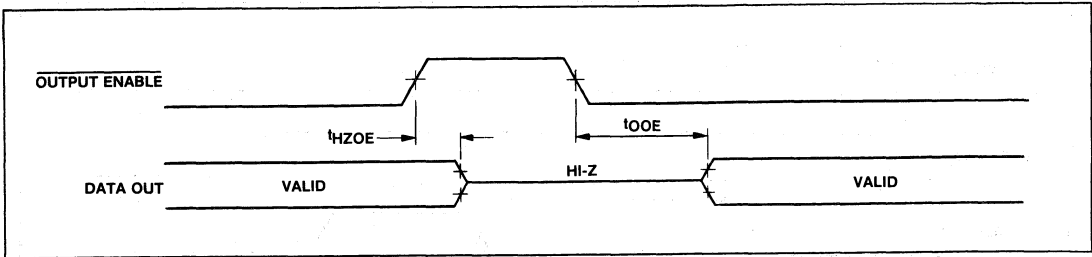 OUTPUT ENABLE
tHZOE
tOOE
DATA OUT
VALID
HI-Z
VALID